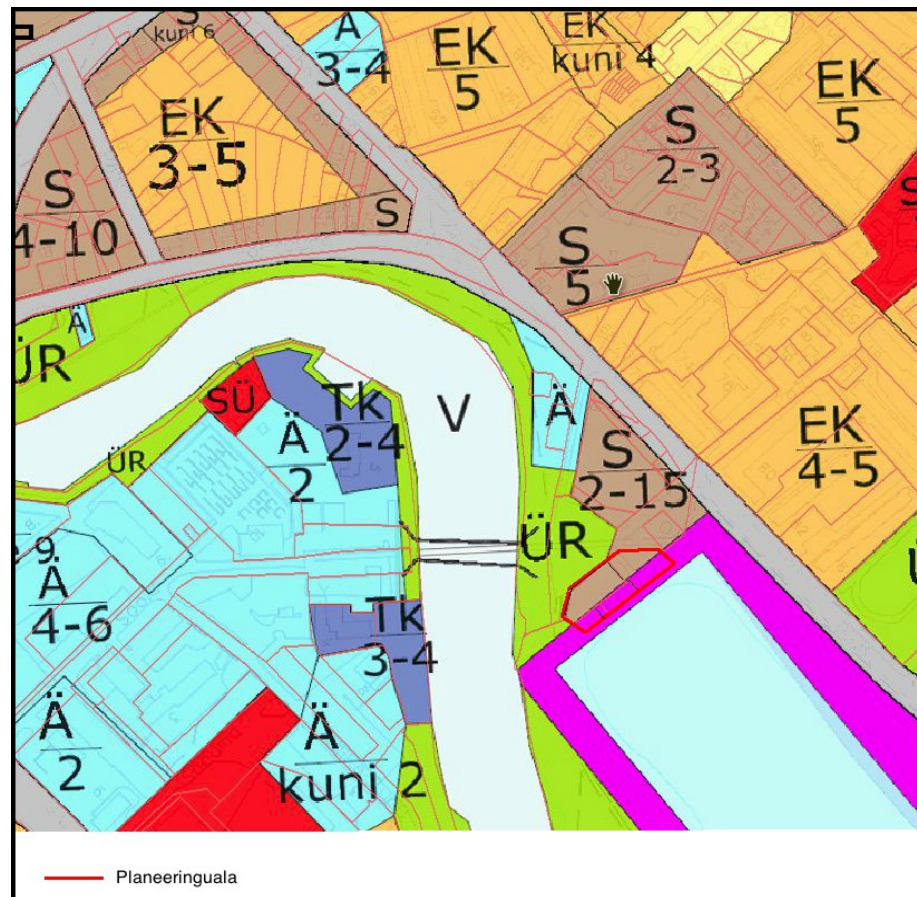 S
kuni 6
Ä
3-4
EK
5
EK
kuni 4
EK
5
EK
3-5
S
2-3
S
4-10
S
S
5
Ä
ÜR
SÜ
Tk
2-4
V
Ä
Ä
2
S
2-15
EK
4-5
ÜR
ÜR
9.
Ä
4-6
Tk
3-4
Ä
2
Ä
kuni 2
Planeeringuala